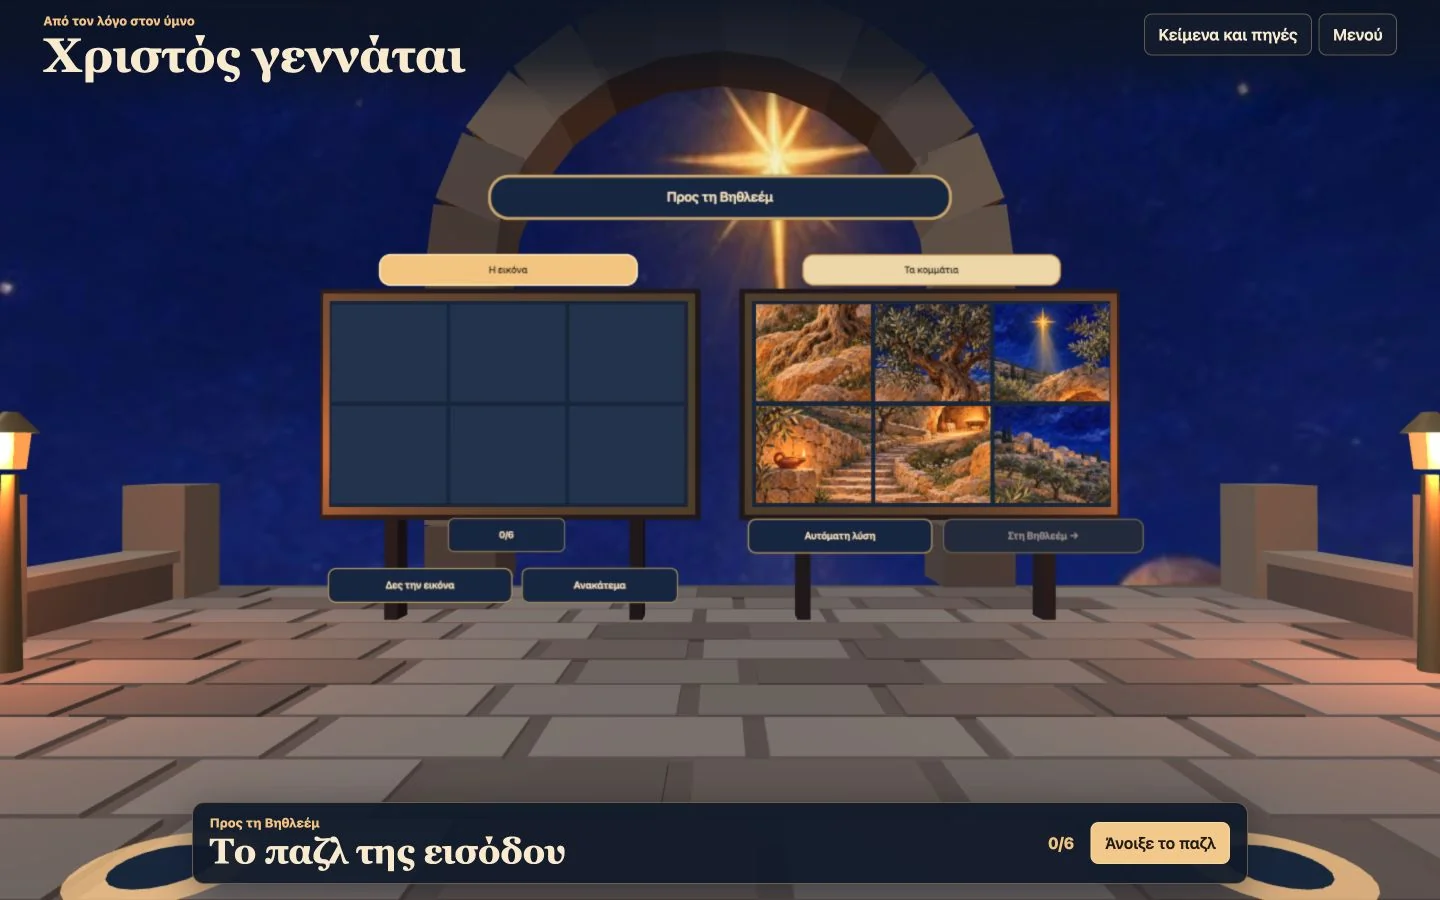 Από τον λόγο στον ύμνο
Χριστός γεννάται
Κείμενα και πηγές
Μενού
Προς τη Βηθλεέμ
Η εικόνα
Τα κομμάτια
0/6
Αυτόματη λύση
Στη Βηθλεέμ →
Δες την εικόνα
Ανακάτεμα
Προς τη Βηθλεέμ
Το παζλ της εισόδου
0/6
Άνοιξε το παζλ